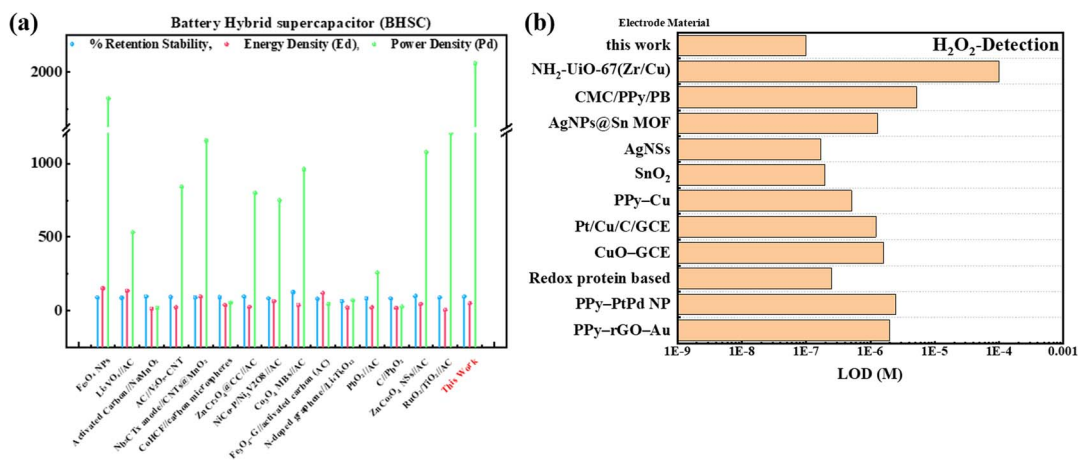 (a)
Battery Hybrid supercapacitor (BHSC)
% Retention Stability, Energy Density (Ed), Power Density (Pd)
2000
1000
500
0
Fe₃O₄ NPs
Li₃VO₄//AC
Activated Carbon//NaMnO₂
AC//V₂O₅-CNT
Nb₂CTx anode//CNTs@MnO₂
CoHCF//carbon microspheres
ZnCr₂O₄@CC//AC
NiCo-P/Ni₃V2O8//AC
Co₃O₄ MBs//AC
Fe₃O₄-G//activated carbon (AC)
N-doped graphene//Li₄Ti₅O₁₂
PbO₂//AC
C//PbO₂
ZnCo₂O₄ NSs//AC
RuO₂/TiO₂//AC
This Work
(b)
Electrode Material
H₂O₂-Detection
this work
NH₂-UiO-67(Zr/Cu)
CMC/PPy/PB
AgNPs@Sn MOF
AgNSs
SnO₂
PPy–Cu
Pt/Cu/C/GCE
CuO–GCE
Redox protein based
PPy–PtPd NP
PPy–rGO–Au
1E-9 1E-8 1E-7 1E-6 1E-5 1E-4 0.001
LOD (M)